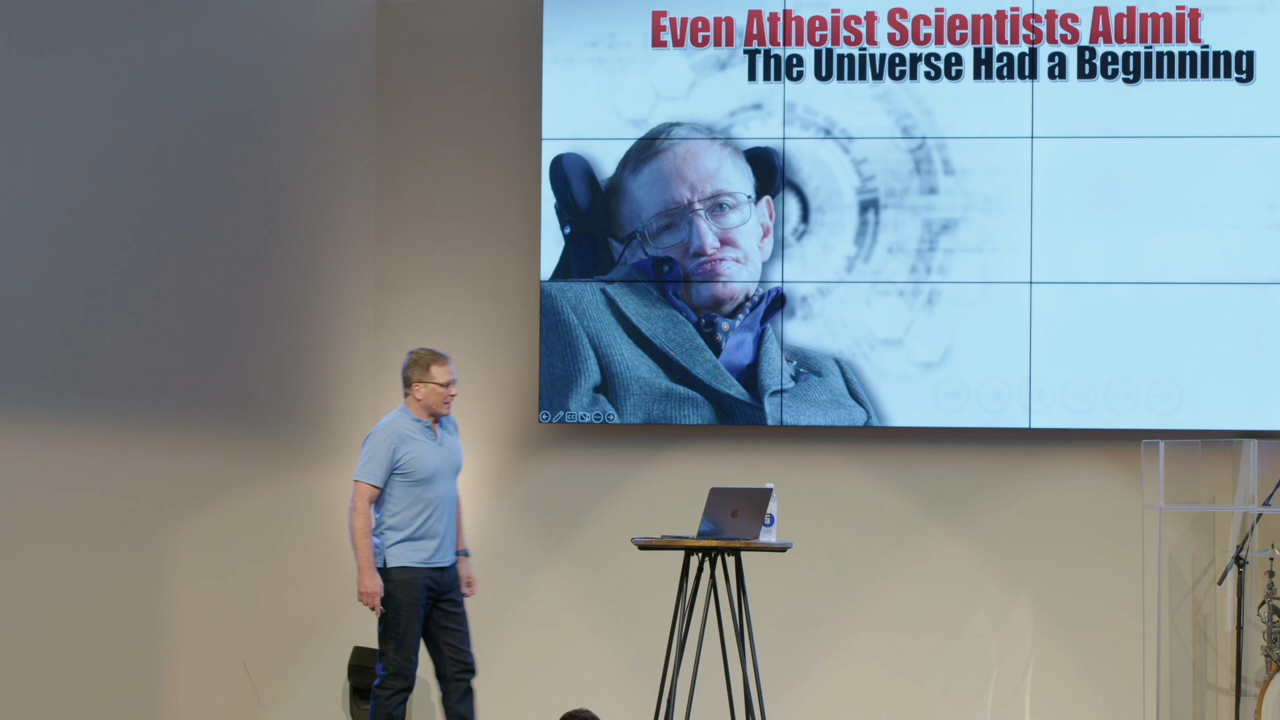 Even Atheist Scientists Admit
The Universe Had a Beginning